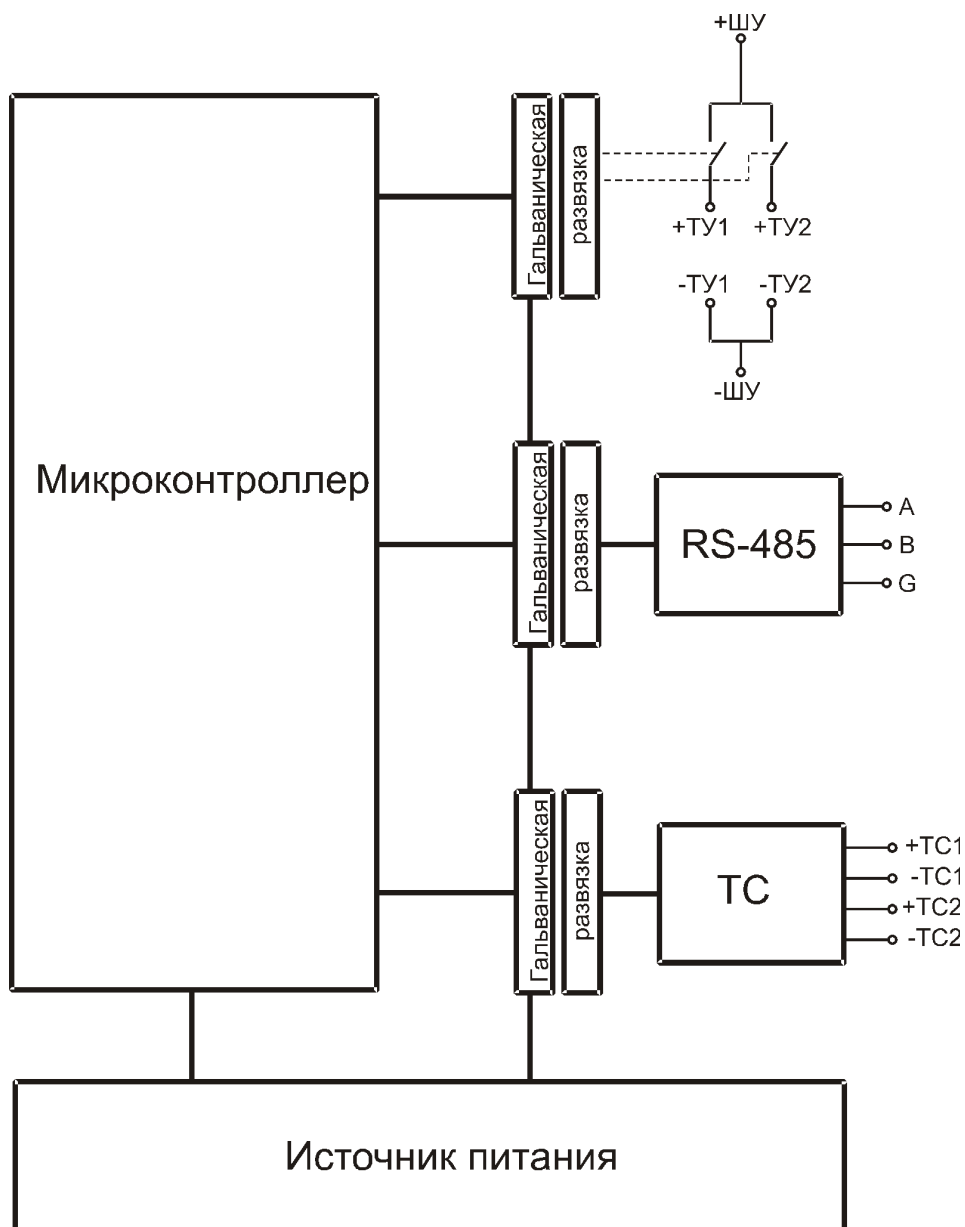 +ШУ
Гальваническая
развязка
+ТУ1 +ТУ2
-ТУ1 -ТУ2
-ШУ
Микроконтроллер
Гальваническая
развязка
RS-485
A
B
G
Гальваническая
развязка
ТС
+ТС1
-ТС1
+ТС2
-ТС2
Источник питания